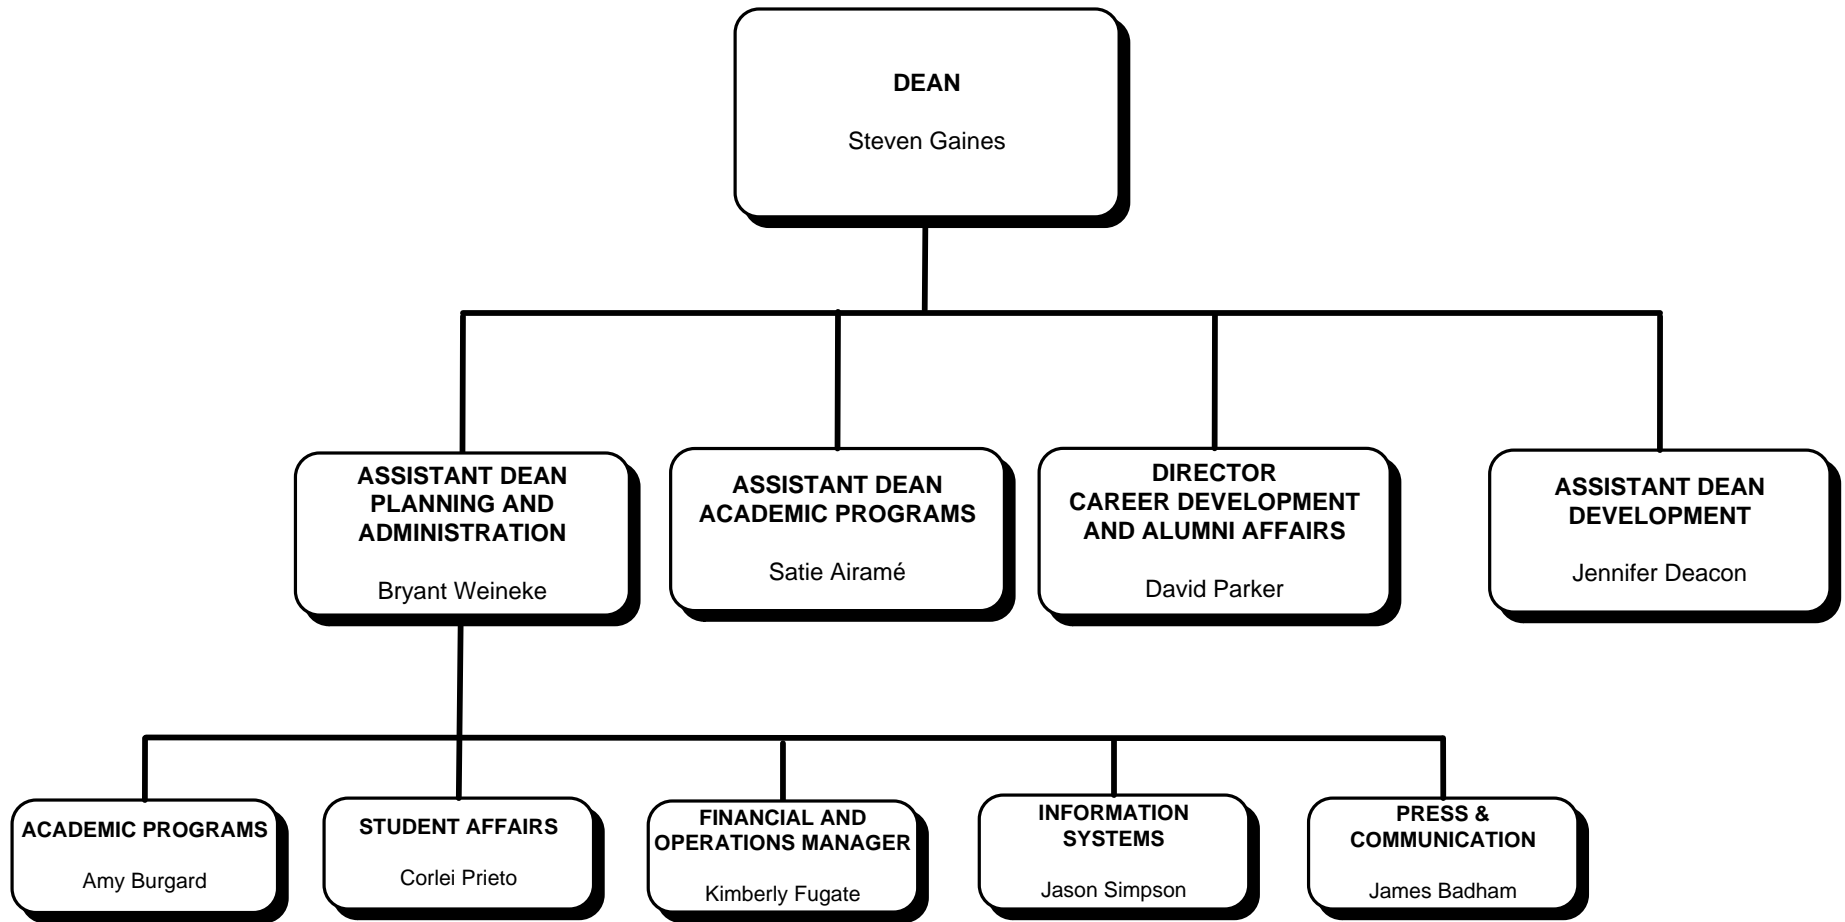 DEAN
Steven Gaines
ASSISTANT DEAN
PLANNING AND
ADMINISTRATION
Bryant Weineke
ASSISTANT DEAN
ACADEMIC PROGRAMS
Satie Airamé
DIRECTOR
CAREER DEVELOPMENT
AND ALUMNI AFFAIRS
David Parker
ASSISTANT DEAN
DEVELOPMENT
Jennifer Deacon
ACADEMIC PROGRAMS
Amy Burgard
STUDENT AFFAIRS
Corlei Prieto
FINANCIAL AND
OPERATIONS MANAGER
Kimberly Fugate
INFORMATION
SYSTEMS
Jason Simpson
PRESS &
COMMUNICATION
James Badham